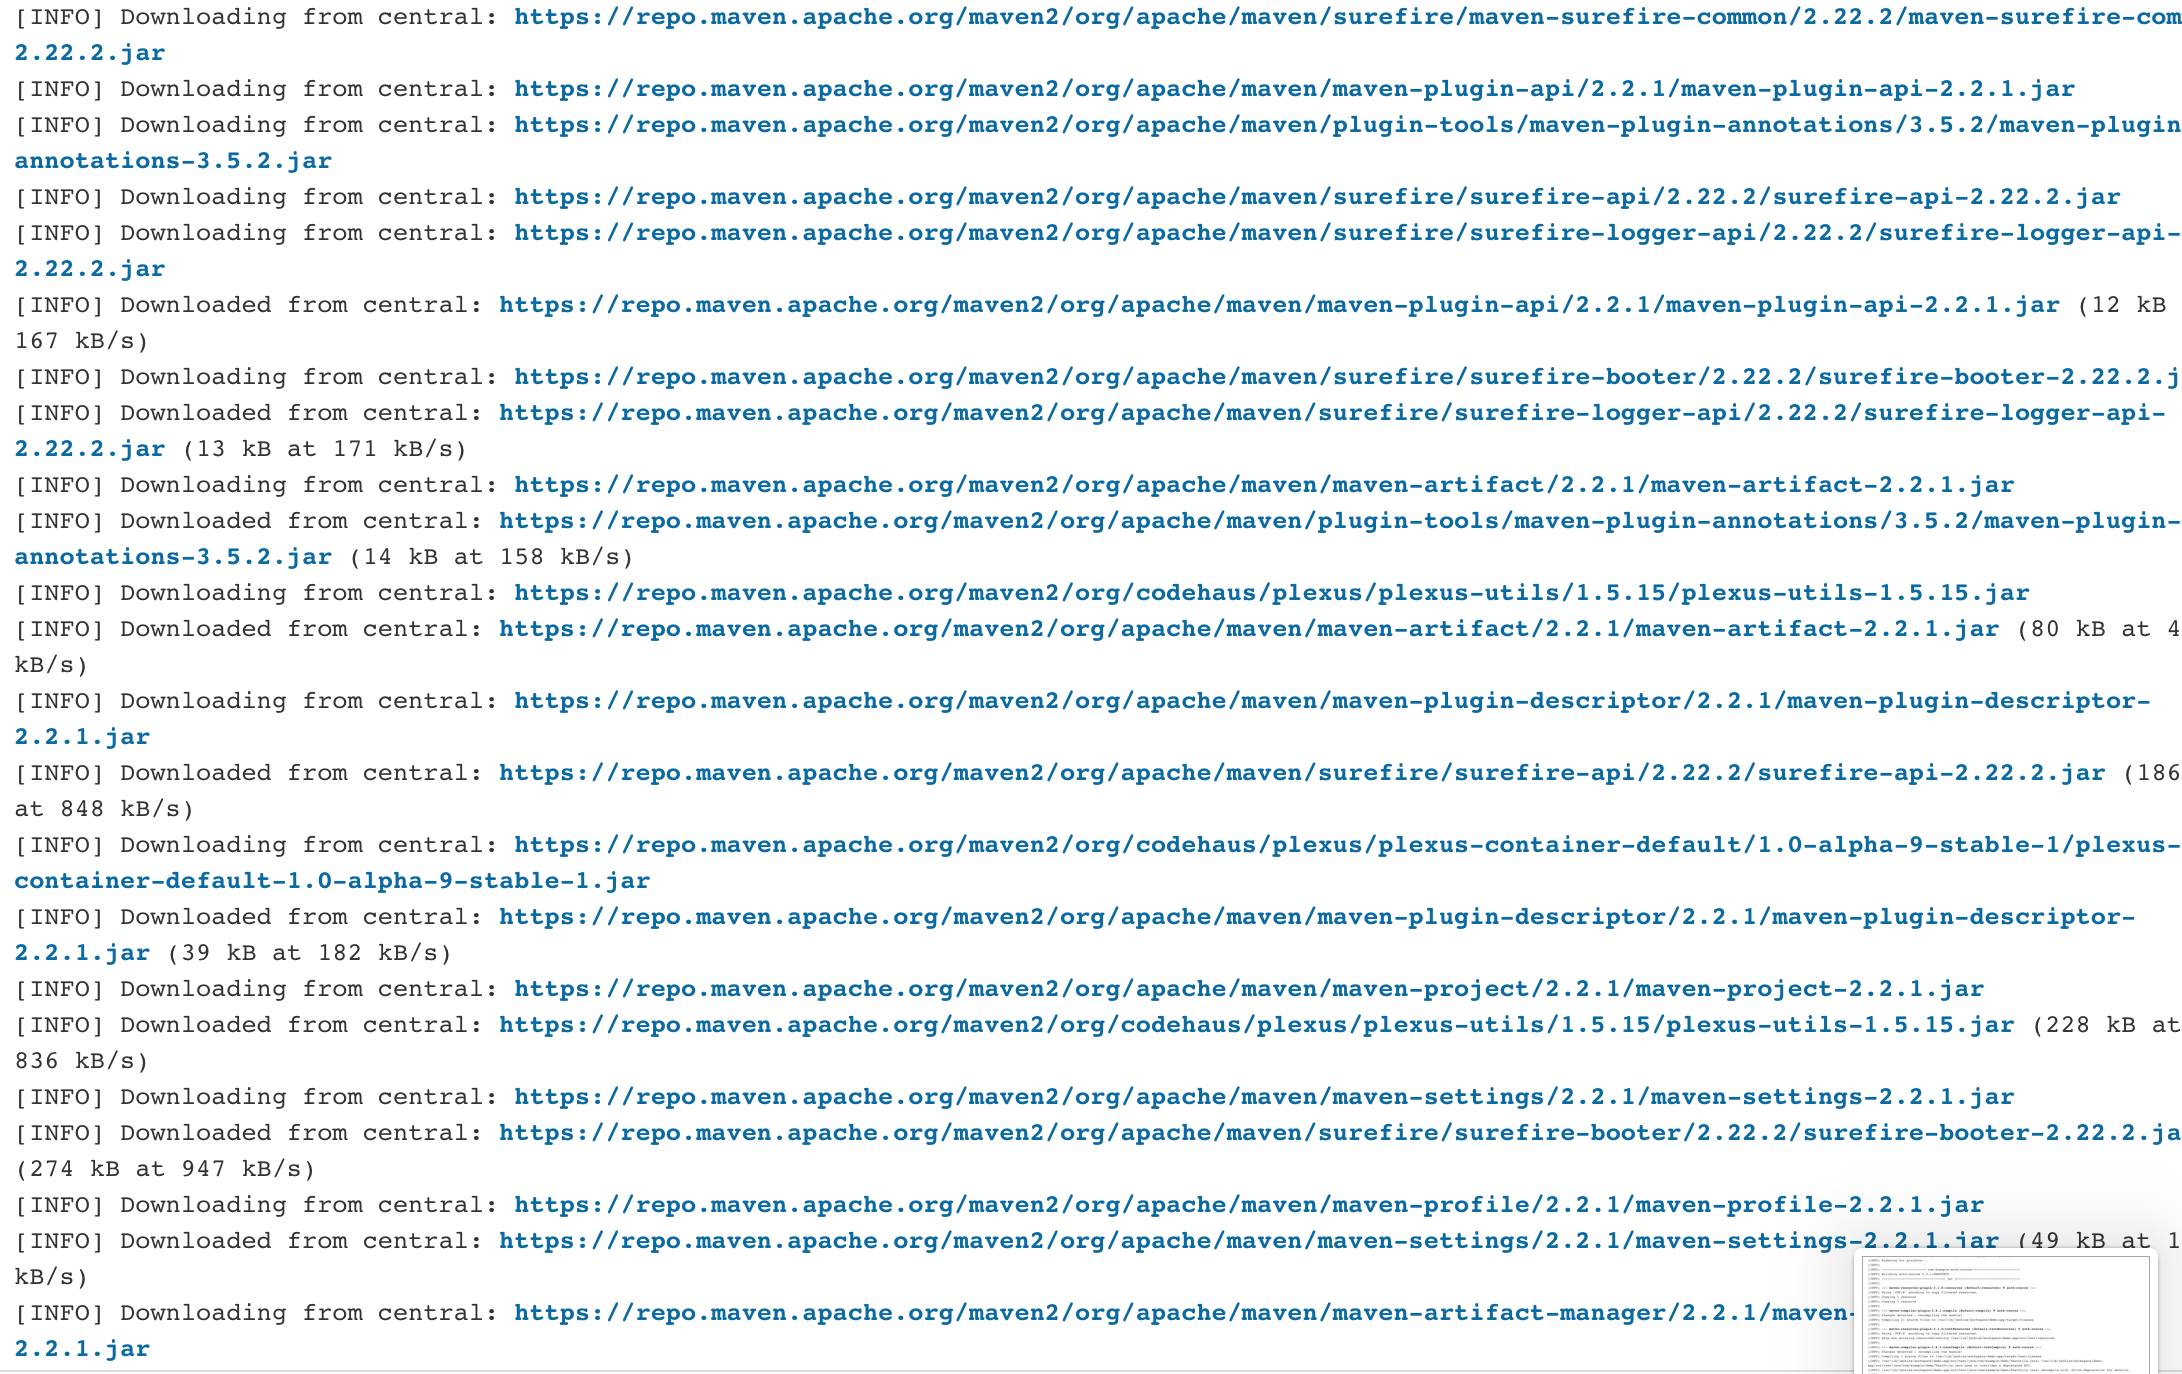 [INFO] Downloading from central: https://repo.maven.apache.org/maven2/org/apache/maven/surefire/maven-surefire-common/2.22.2/maven-surefire-com
2.22.2.jar
[INFO] Downloading from central: https://repo.maven.apache.org/maven2/org/apache/maven/maven-plugin-api/2.2.1/maven-plugin-api-2.2.1.jar
[INFO] Downloading from central: https://repo.maven.apache.org/maven2/org/apache/maven/plugin-tools/maven-plugin-annotations/3.5.2/maven-plugin
annotations-3.5.2.jar
[INFO] Downloading from central: https://repo.maven.apache.org/maven2/org/apache/maven/surefire/surefire-api/2.22.2/surefire-api-2.22.2.jar
[INFO] Downloading from central: https://repo.maven.apache.org/maven2/org/apache/maven/surefire/surefire-logger-api/2.22.2/surefire-logger-api-
2.22.2.jar
[INFO] Downloaded from central: https://repo.maven.apache.org/maven2/org/apache/maven/maven-plugin-api/2.2.1/maven-plugin-api-2.2.1.jar (12 kB
167 kB/s)
[INFO] Downloading from central: https://repo.maven.apache.org/maven2/org/apache/maven/surefire/surefire-booter/2.22.2/surefire-booter-2.22.2.j
[INFO] Downloaded from central: https://repo.maven.apache.org/maven2/org/apache/maven/surefire/surefire-logger-api/2.22.2/surefire-logger-api-
2.22.2.jar (13 kB at 171 kB/s)
[INFO] Downloading from central: https://repo.maven.apache.org/maven2/org/apache/maven/maven-artifact/2.2.1/maven-artifact-2.2.1.jar
[INFO] Downloaded from central: https://repo.maven.apache.org/maven2/org/apache/maven/plugin-tools/maven-plugin-annotations/3.5.2/maven-plugin-
annotations-3.5.2.jar (14 kB at 158 kB/s)
[INFO] Downloading from central: https://repo.maven.apache.org/maven2/org/codehaus/plexus/plexus-utils/1.5.15/plexus-utils-1.5.15.jar
[INFO] Downloaded from central: https://repo.maven.apache.org/maven2/org/apache/maven/maven-artifact/2.2.1/maven-artifact-2.2.1.jar (80 kB at 4
kB/s)
[INFO] Downloading from central: https://repo.maven.apache.org/maven2/org/apache/maven/maven-plugin-descriptor/2.2.1/maven-plugin-descriptor-
2.2.1.jar
[INFO] Downloaded from central: https://repo.maven.apache.org/maven2/org/apache/maven/surefire/surefire-api/2.22.2/surefire-api-2.22.2.jar (186
at 848 kB/s)
[INFO] Downloading from central: https://repo.maven.apache.org/maven2/org/codehaus/plexus/plexus-container-default/1.0-alpha-9-stable-1/plexus-
container-default-1.0-alpha-9-stable-1.jar
[INFO] Downloaded from central: https://repo.maven.apache.org/maven2/org/apache/maven/maven-plugin-descriptor/2.2.1/maven-plugin-descriptor-
2.2.1.jar (39 kB at 182 kB/s)
[INFO] Downloading from central: https://repo.maven.apache.org/maven2/org/apache/maven/maven-project/2.2.1/maven-project-2.2.1.jar
[INFO] Downloaded from central: https://repo.maven.apache.org/maven2/org/codehaus/plexus/plexus-utils/1.5.15/plexus-utils-1.5.15.jar (228 kB at
836 kB/s)
[INFO] Downloading from central: https://repo.maven.apache.org/maven2/org/apache/maven/maven-settings/2.2.1/maven-settings-2.2.1.jar
[INFO] Downloaded from central: https://repo.maven.apache.org/maven2/org/apache/maven/surefire/surefire-booter/2.22.2/surefire-booter-2.22.2.ja
(274 kB at 947 kB/s)
[INFO] Downloading from central: https://repo.maven.apache.org/maven2/org/apache/maven/maven-profile/2.2.1/maven-profile-2.2.1.jar
[INFO] Downloaded from central: https://repo.maven.apache.org/maven2/org/apache/maven/maven-settings/2.2.1/maven-settings-2.2.1.jar (49 kB at 1
kB/s)
[INFO] Downloading from central: https://repo.maven.apache.org/maven2/org/apache/maven/maven-artifact-manager/2.2.1/maven-
2.2.1.jar